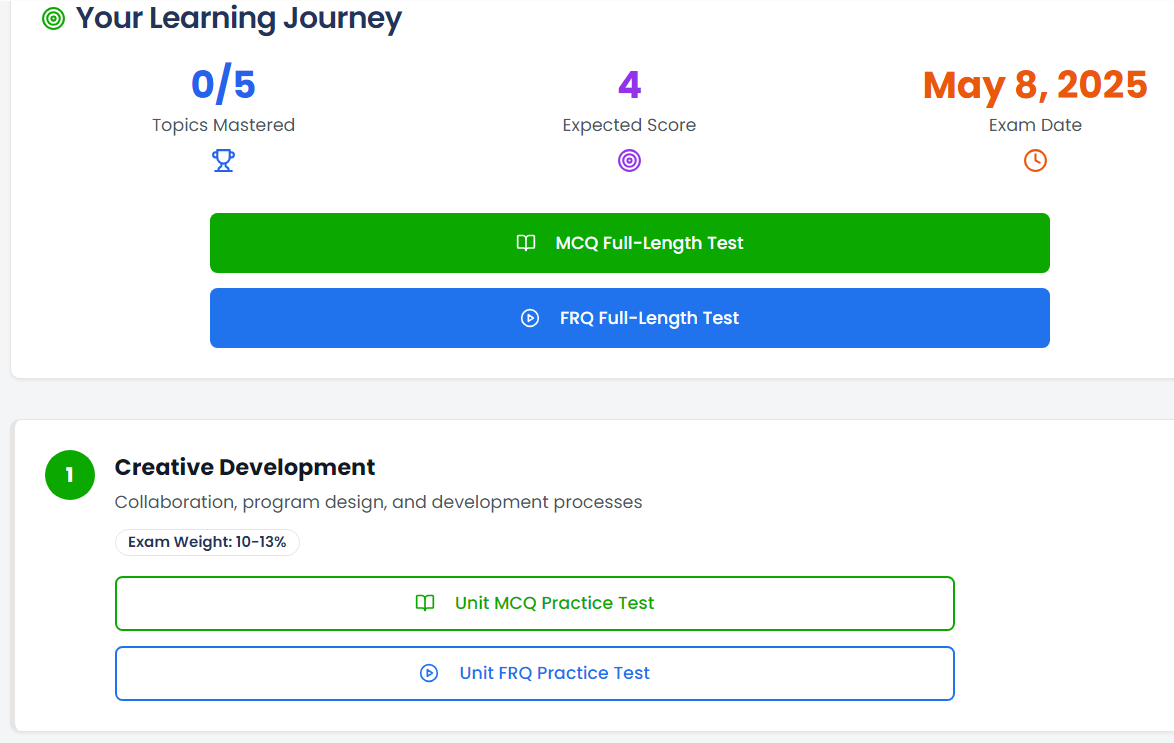 Your Learning Journey
0/5
Topics Mastered
4
Expected Score
May 8, 2025
Exam Date
MCQ Full-Length Test
FRQ Full-Length Test
1
Creative Development
Collaboration, program design, and development processes
Exam Weight: 10-13%
Unit MCQ Practice Test
Unit FRQ Practice Test